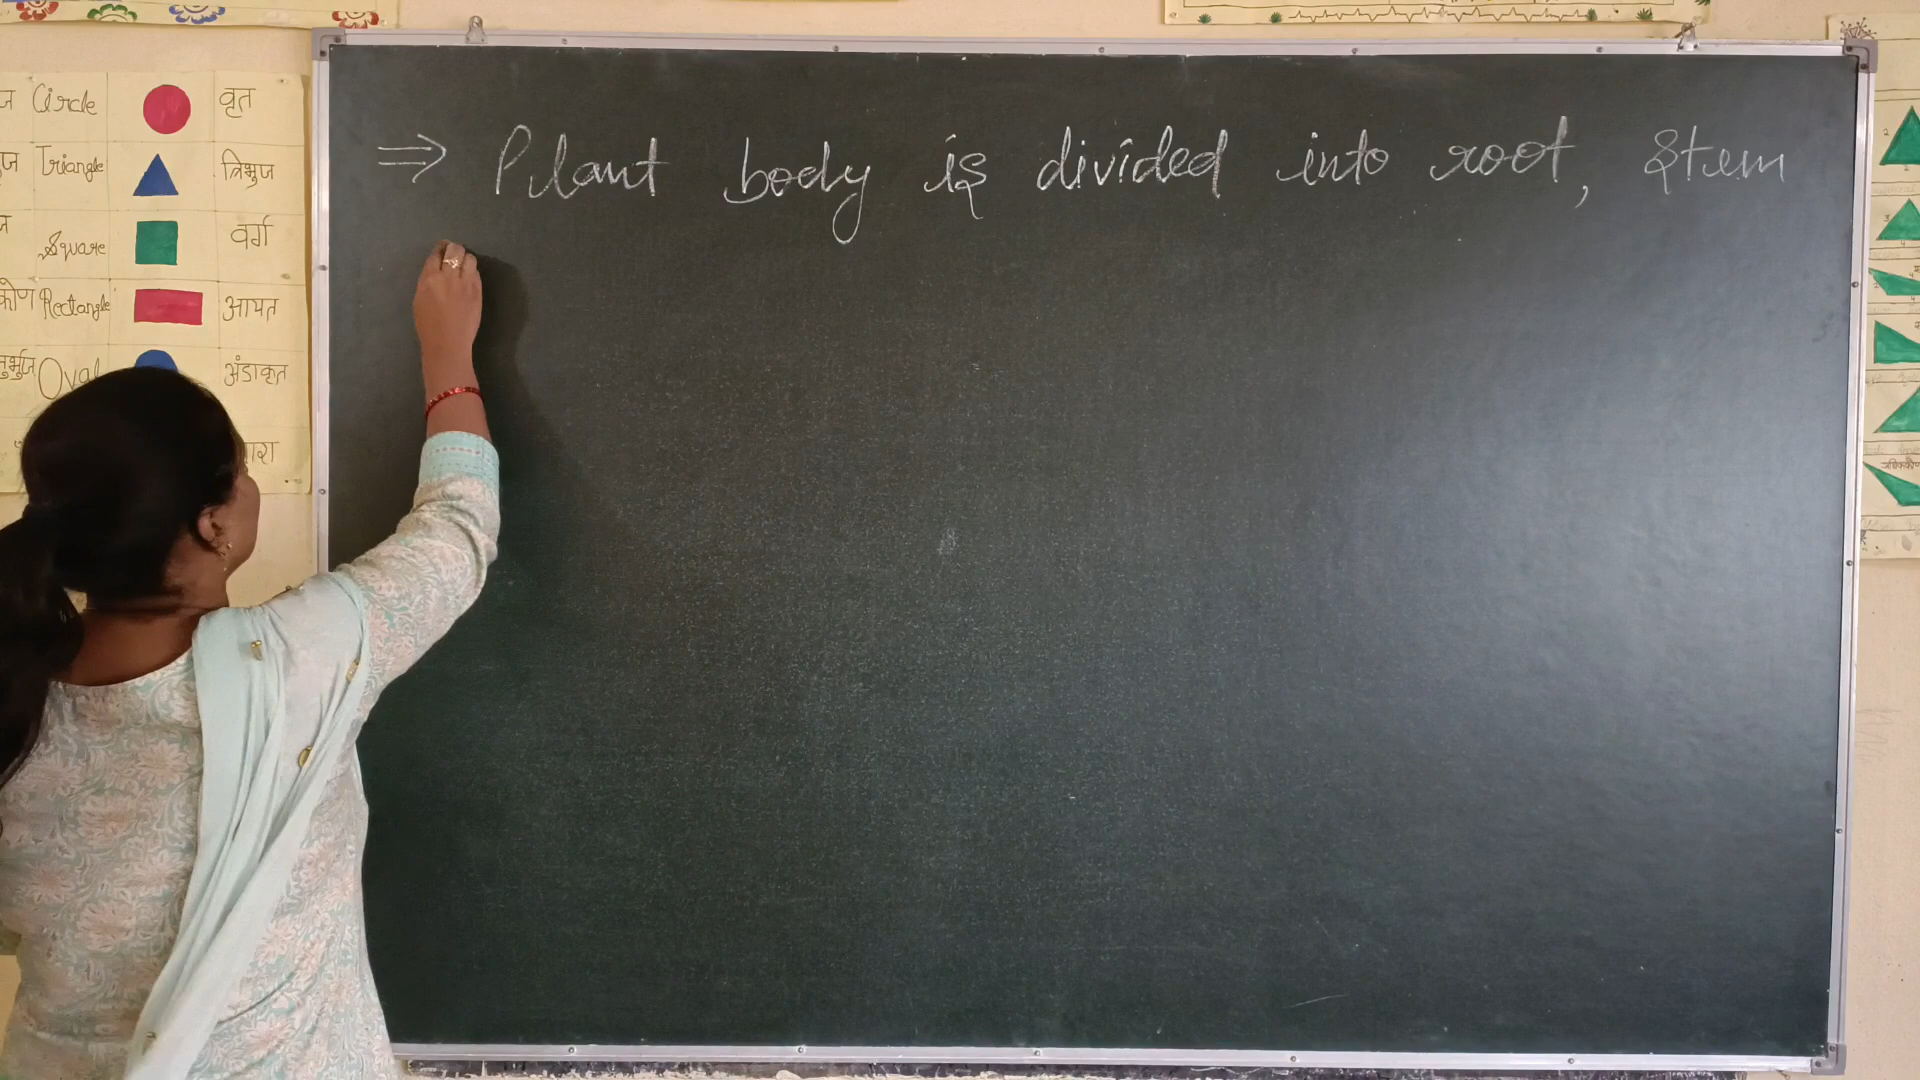 ⇒ Plant body is divided into root, stem
Circle वृत
Triangle त्रिभुज
Square वर्ग
Rectangle आयत
Oval अंडाकृत